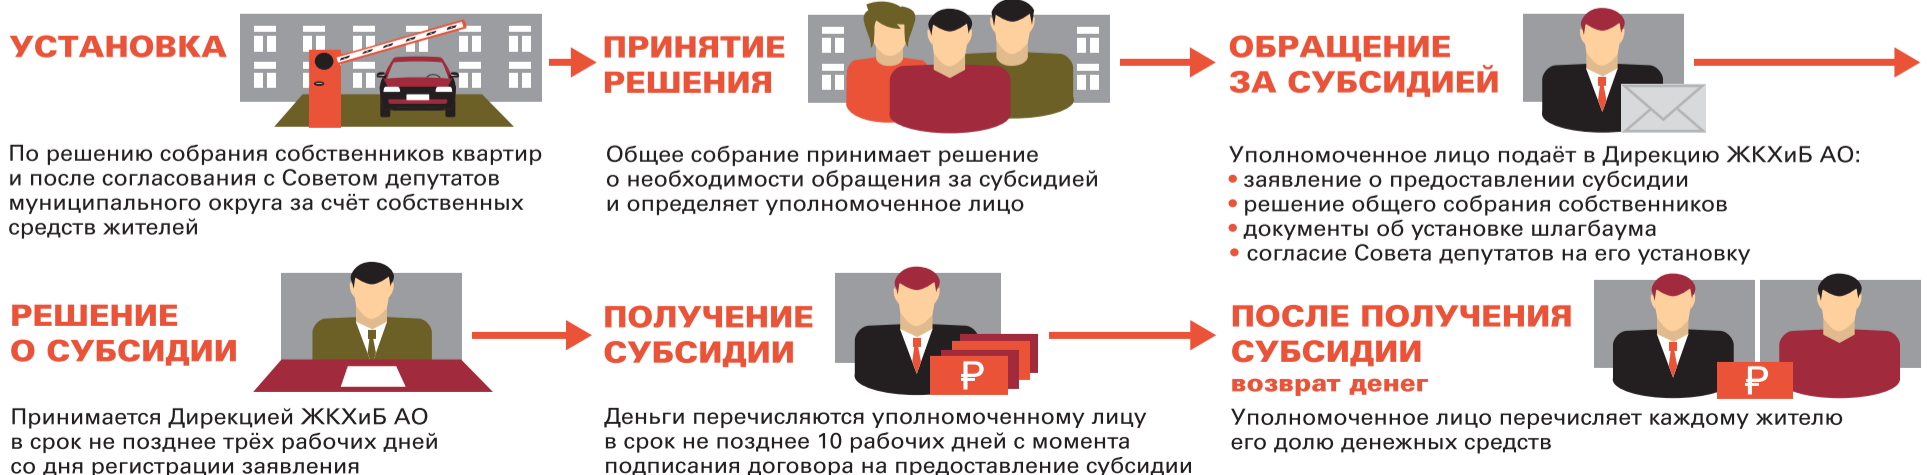 УСТАНОВКА
По решению собрания собственников квартир
и после согласования с Советом депутатов
муниципального округа за счёт собственных
средств жителей
ПРИНЯТИЕ
РЕШЕНИЯ
Общее собрание принимает решение
о необходимости обращения за субсидией
и определяет уполномоченное лицо
ОБРАЩЕНИЕ
ЗА СУБСИДИЕЙ
Уполномоченное лицо подаёт в Дирекцию ЖКХиБ АО:
• заявление о предоставлении субсидии
• решение общего собрания собственников
• документы об установке шлагбаума
• согласие Совета депутатов на его установку
РЕШЕНИЕ
О СУБСИДИИ
Принимается Дирекцией ЖКХиБ АО
в срок не позднее трёх рабочих дней
со дня регистрации заявления
ПОЛУЧЕНИЕ
СУБСИДИИ
₽
Деньги перечисляются уполномоченному лицу
в срок не позднее 10 рабочих дней с момента
подписания договора на предоставление субсидии
ПОСЛЕ ПОЛУЧЕНИЯ
СУБСИДИИ
возврат денег
₽
Уполномоченное лицо перечисляет каждому жителю
его долю денежных средств